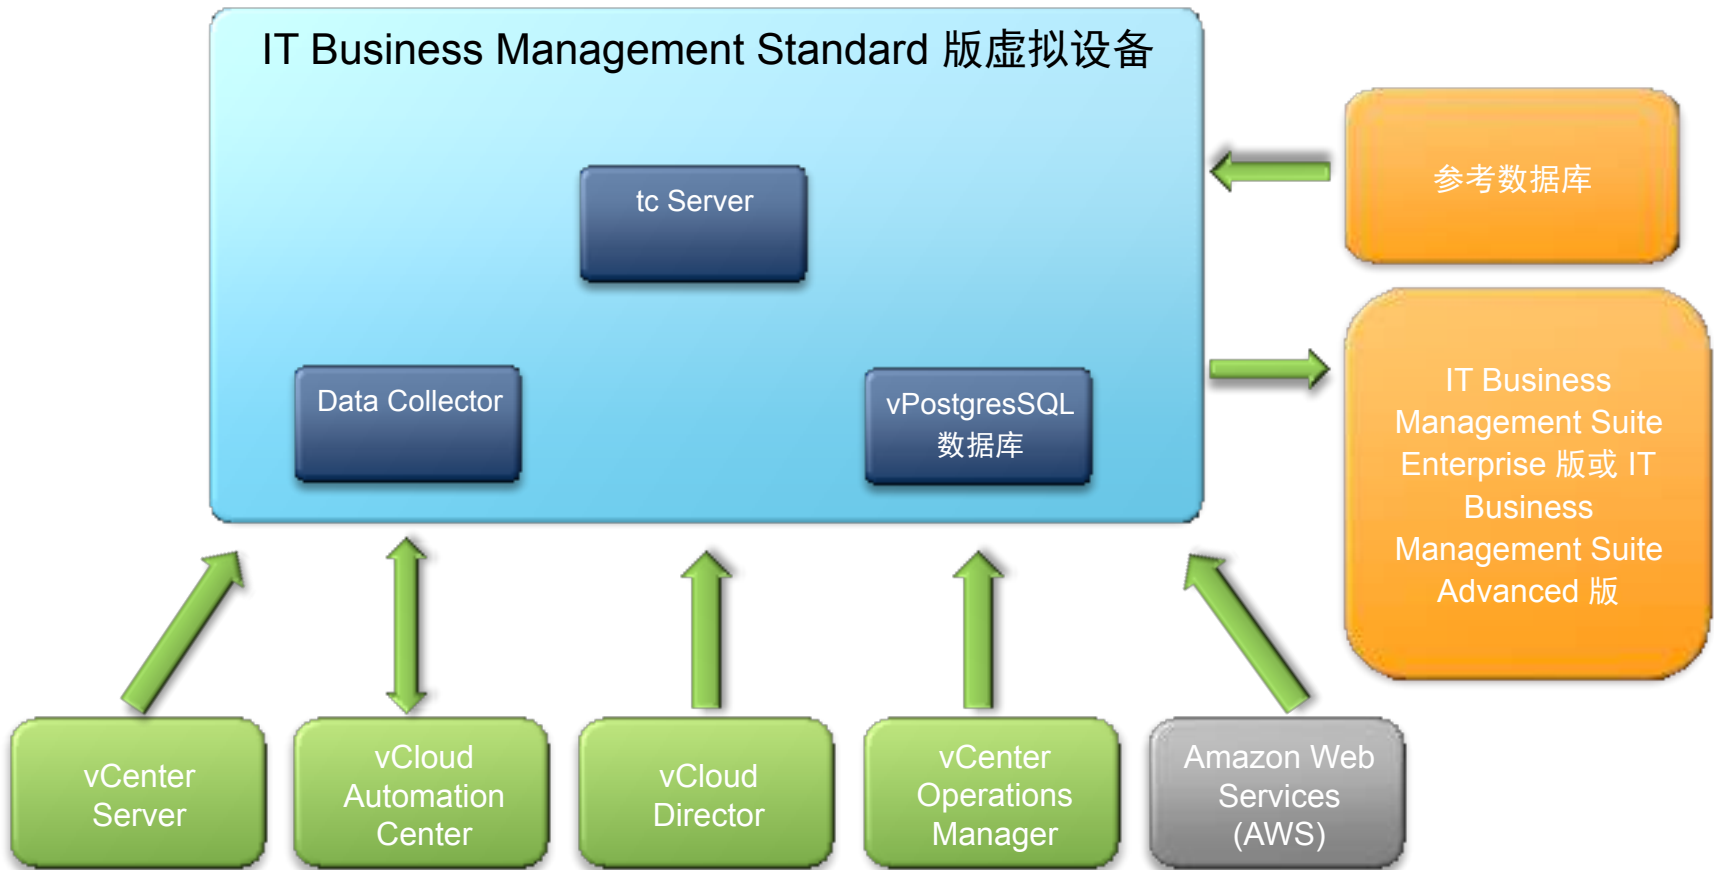 IT Business Management Standard 版虚拟设备
tc Server
Data Collector
vPostgresSQL
数据库
参考数据库
IT Business
Management Suite
Enterprise 版或 IT
Business
Management Suite
Advanced 版
vCenter
Server
vCloud
Automation
Center
vCloud
Director
vCenter
Operations
Manager
Amazon Web
Services
(AWS)